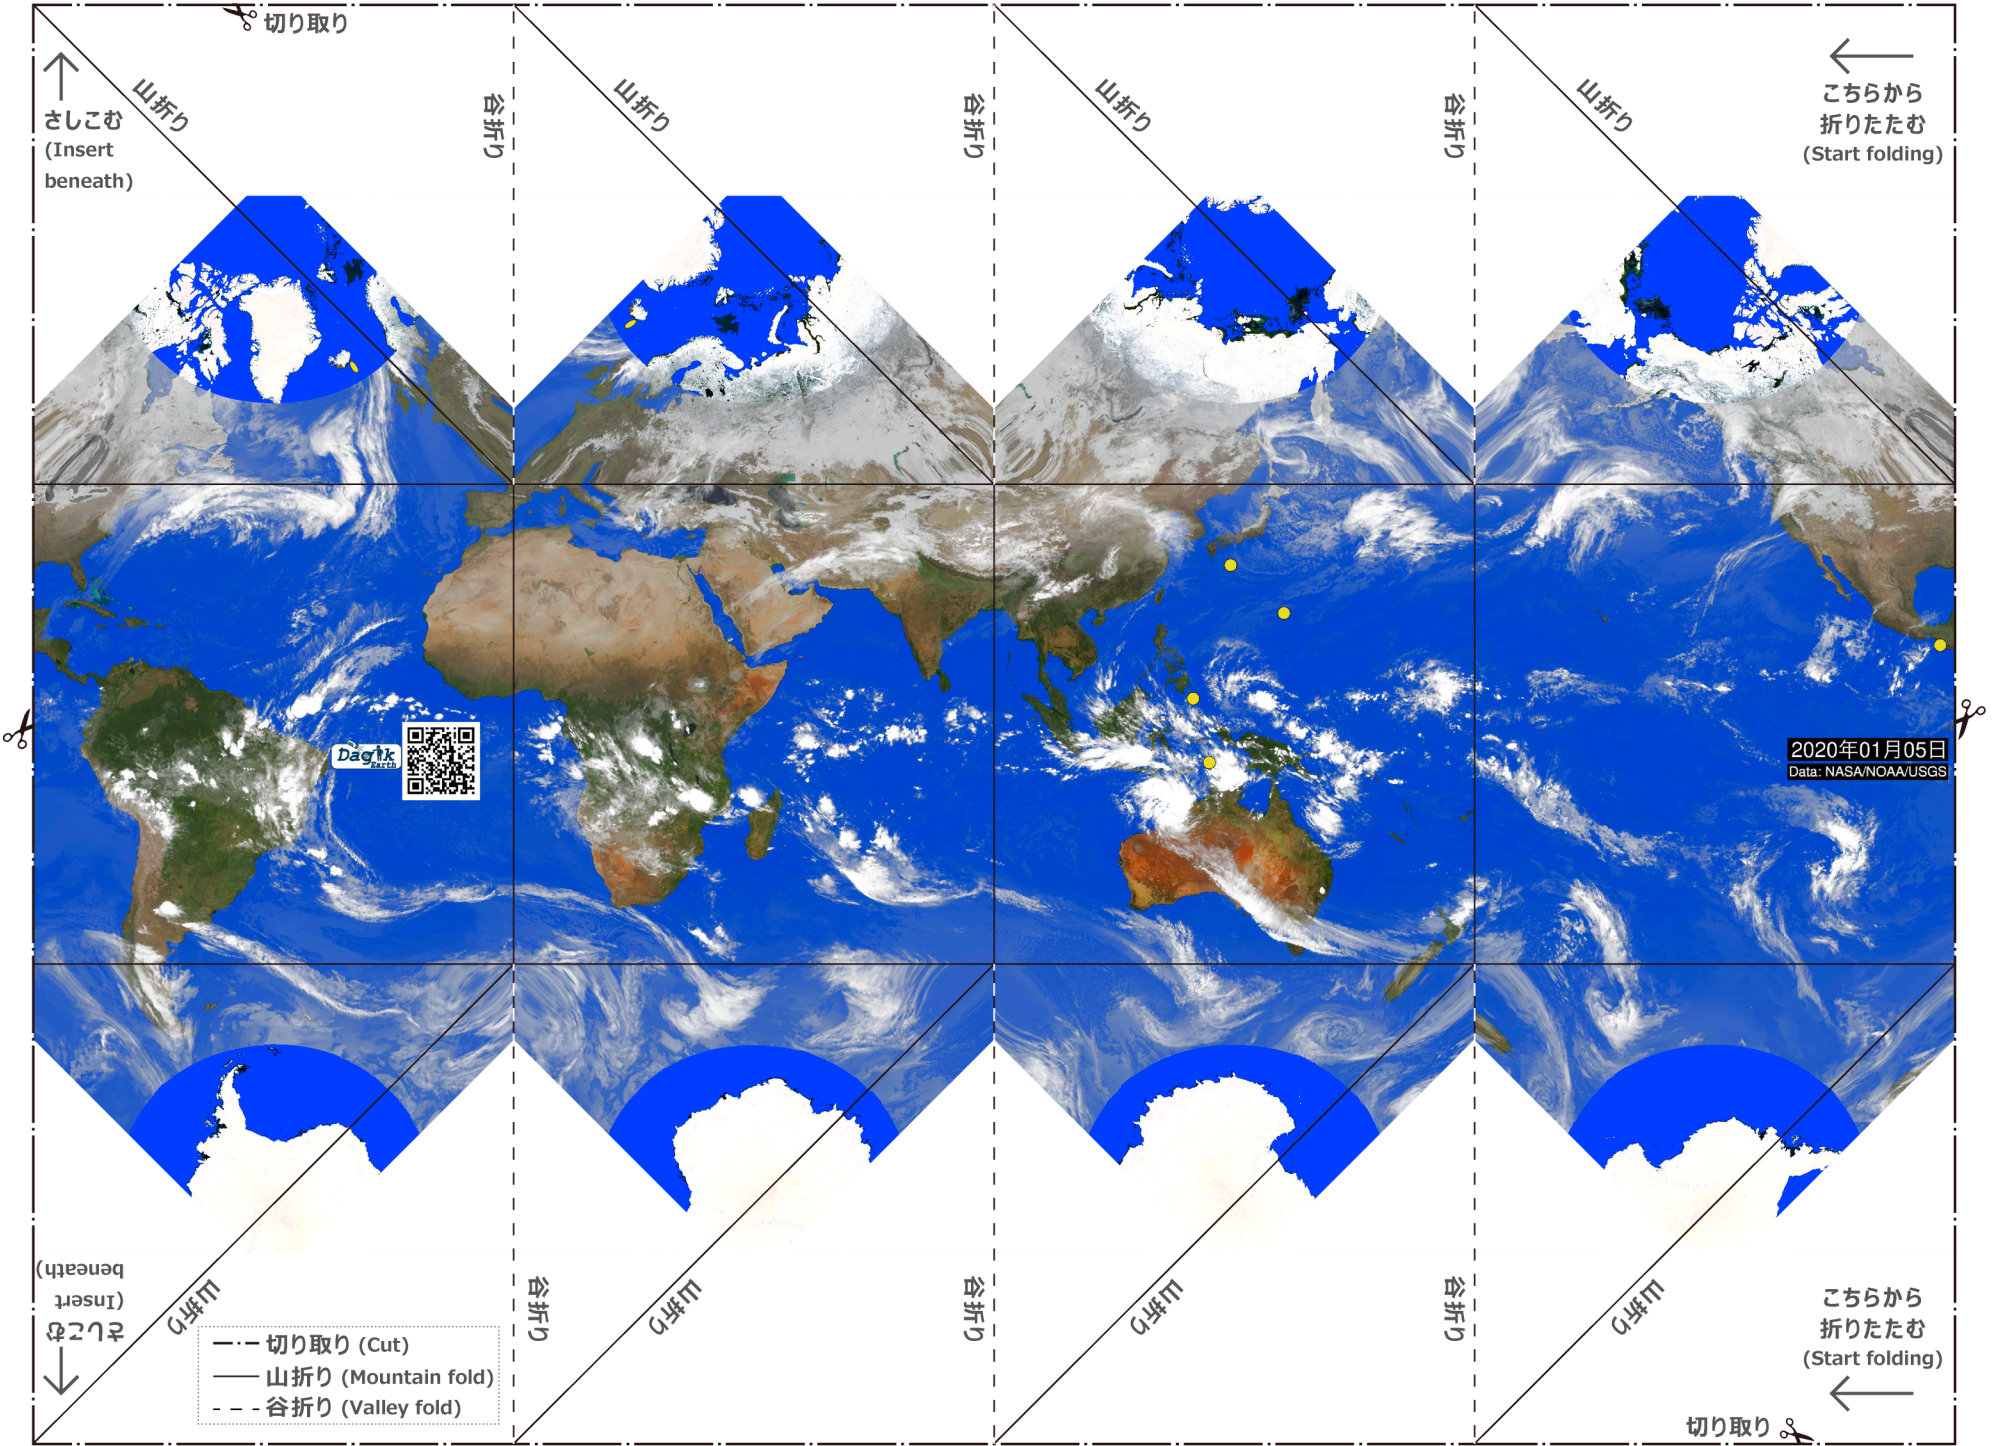 切り取り
山折り
山折り
山折り
山折り
谷折り
谷折り
谷折り
さしこむ
(Insert
beneath)
こちらから
折りたたむ
(Start folding)
Dagik
Earth
2020年01月05日
Data: NASA/NOAA/USGS
さしこむ
(Insert
beneath)
山折り
山折り
山折り
山折り
谷折り
谷折り
谷折り
こちらから
折りたたむ
(Start folding)
切り取り (Cut)
山折り (Mountain fold)
谷折り (Valley fold)
切り取り